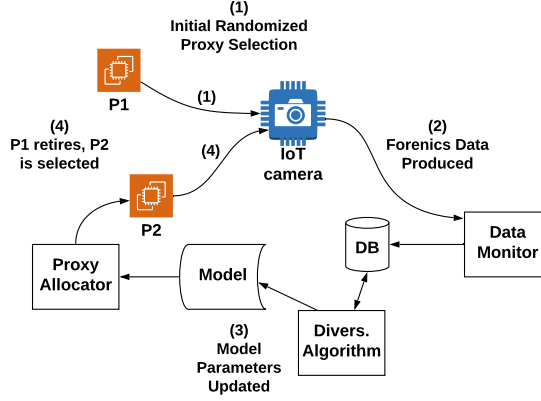 (1)
Initial Randomized
Proxy Selection
P1
(1)
(4)
P1 retires, P2
is selected
(4)
IoT
camera
(2)
Forenics Data
Produced
P2
Proxy
Allocator
Model
DB
Data
Monitor
(3)
Model
Parameters
Updated
Divers.
Algorithm